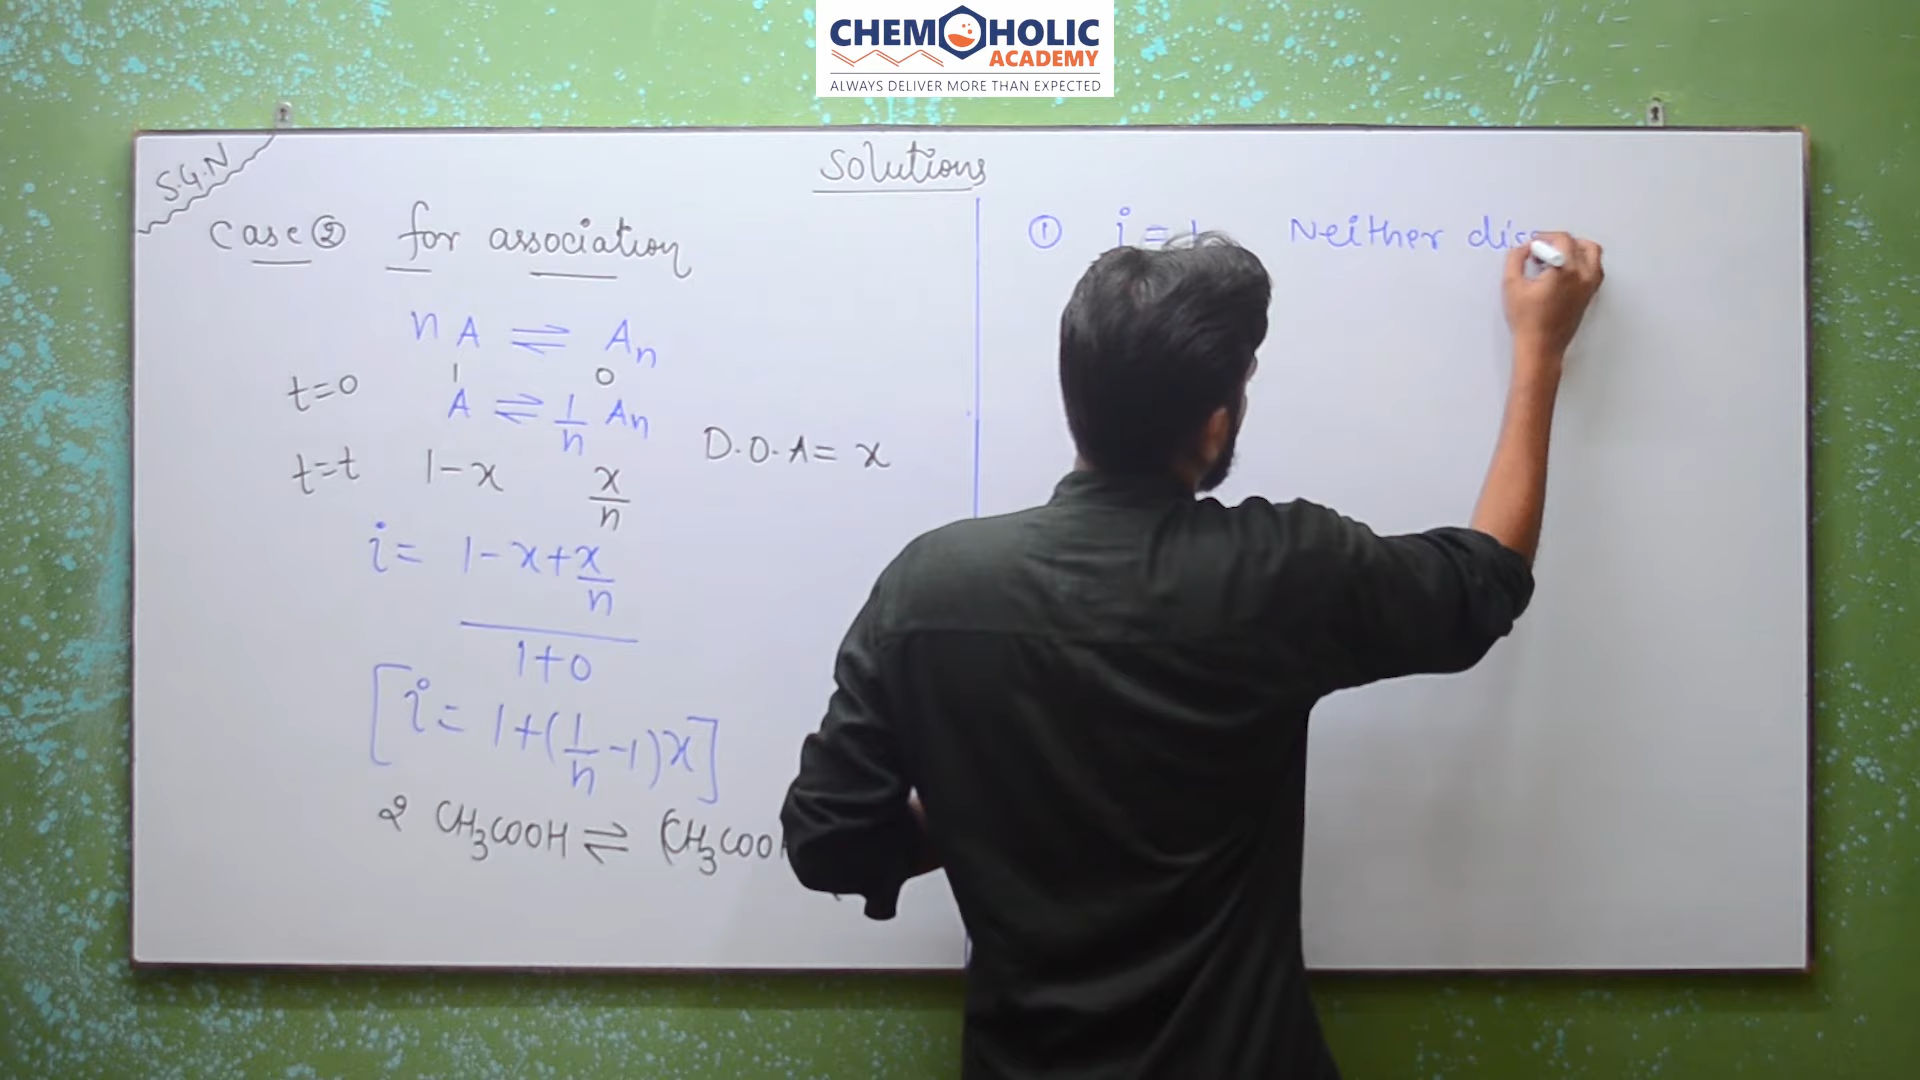 CHEMOHOLIC
ACADEMY
ALWAYS DELIVER MORE THAN EXPECTED
S.G.N
Solutions
Case ② for association
n A ⇌ An
t=0 1 0
A ⇌ 1/n An
D.O.A = x
t=t 1-x x/n
i = 1-x+x/n
1+0
[i = 1+(1/n -1)x]
2 CH3COOH ⇌ (CH3COO
① i = Neither